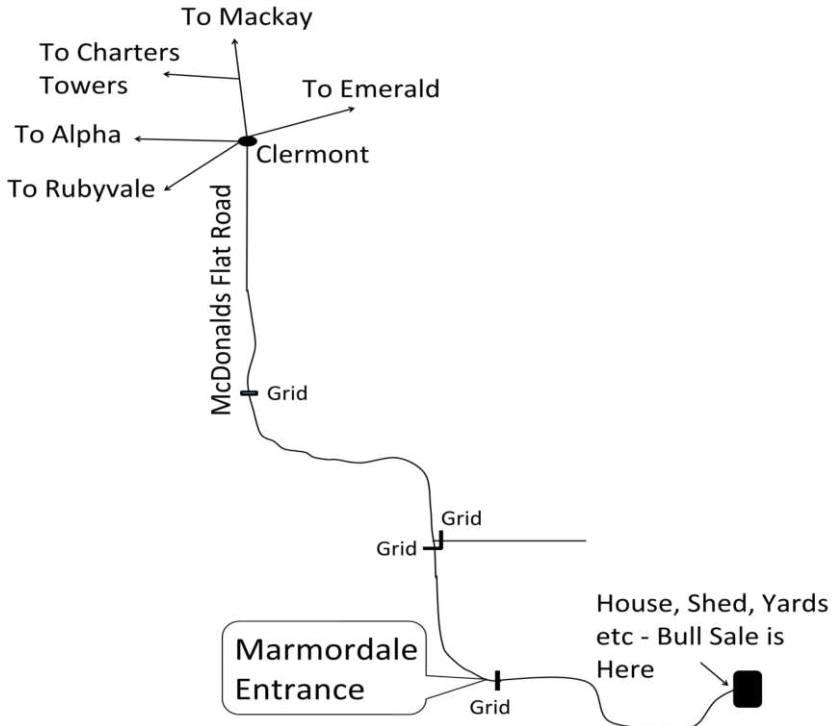 To Mackay
To Charters
Towers
To Emerald
To Alpha
Clermont
To Rubyvale
McDonalds Flat Road
Grid
Grid
Grid
House, Shed, Yards
etc - Bull Sale is
Here
Marmordale
Entrance
Grid